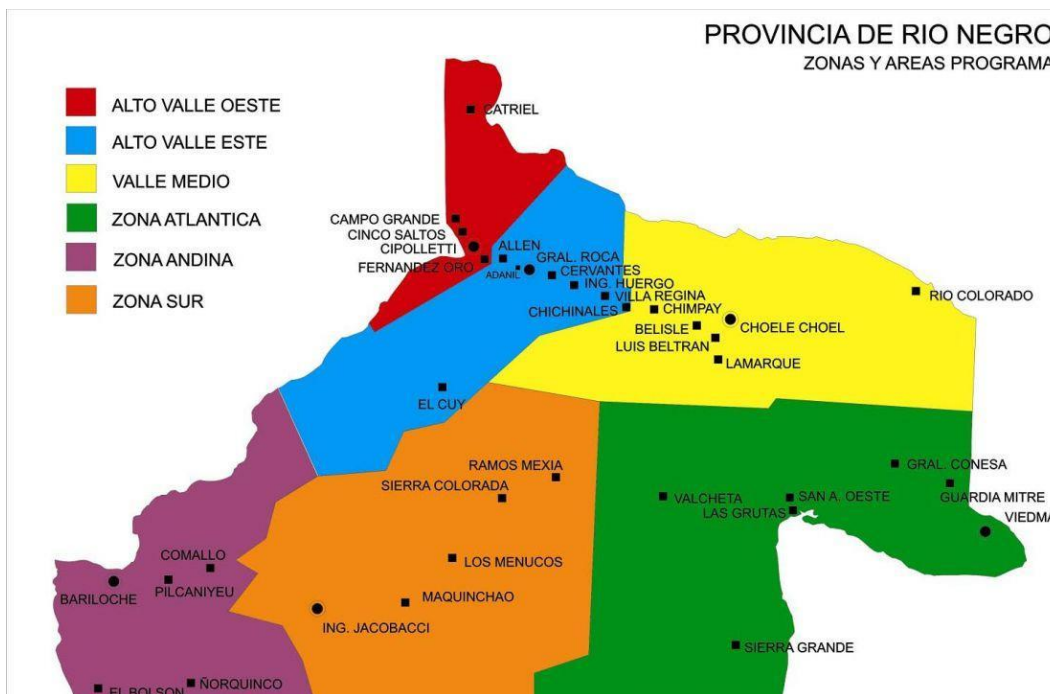 PROVINCIA DE RIO NEGRO
ZONAS Y AREAS PROGRAMA
ALTO VALLE OESTE
ALTO VALLE ESTE
VALLE MEDIO
ZONA ATLANTICA
ZONA ANDINA
ZONA SUR
CATRIEL
CAMPO GRANDE
CINCO SALTOS
CIPOLLETTI
FERNANDEZ ORO
ALLEN
ADANIL
GRAL. ROCA
CERVANTES
ING. HUERGO
VILLA REGINA
CHICHINALES
CHIMPAY
BELISLE
LUIS BELTRAN
CHOELE CHOEL
LAMARQUE
RIO COLORADO
EL CUY
RAMOS MEXIA
SIERRA COLORADA
VALCHETA
SAN A. OESTE
LAS GRUTAS
GRAL. CONESA
GUARDIA MITRE
VIEDMA
COMALLO
PILCANIYEU
BARILOCHE
LOS MENUCOS
MAQUINCHAO
ING. JACOBACCI
SIERRA GRANDE
EL BOLSON
ÑORQUINCO